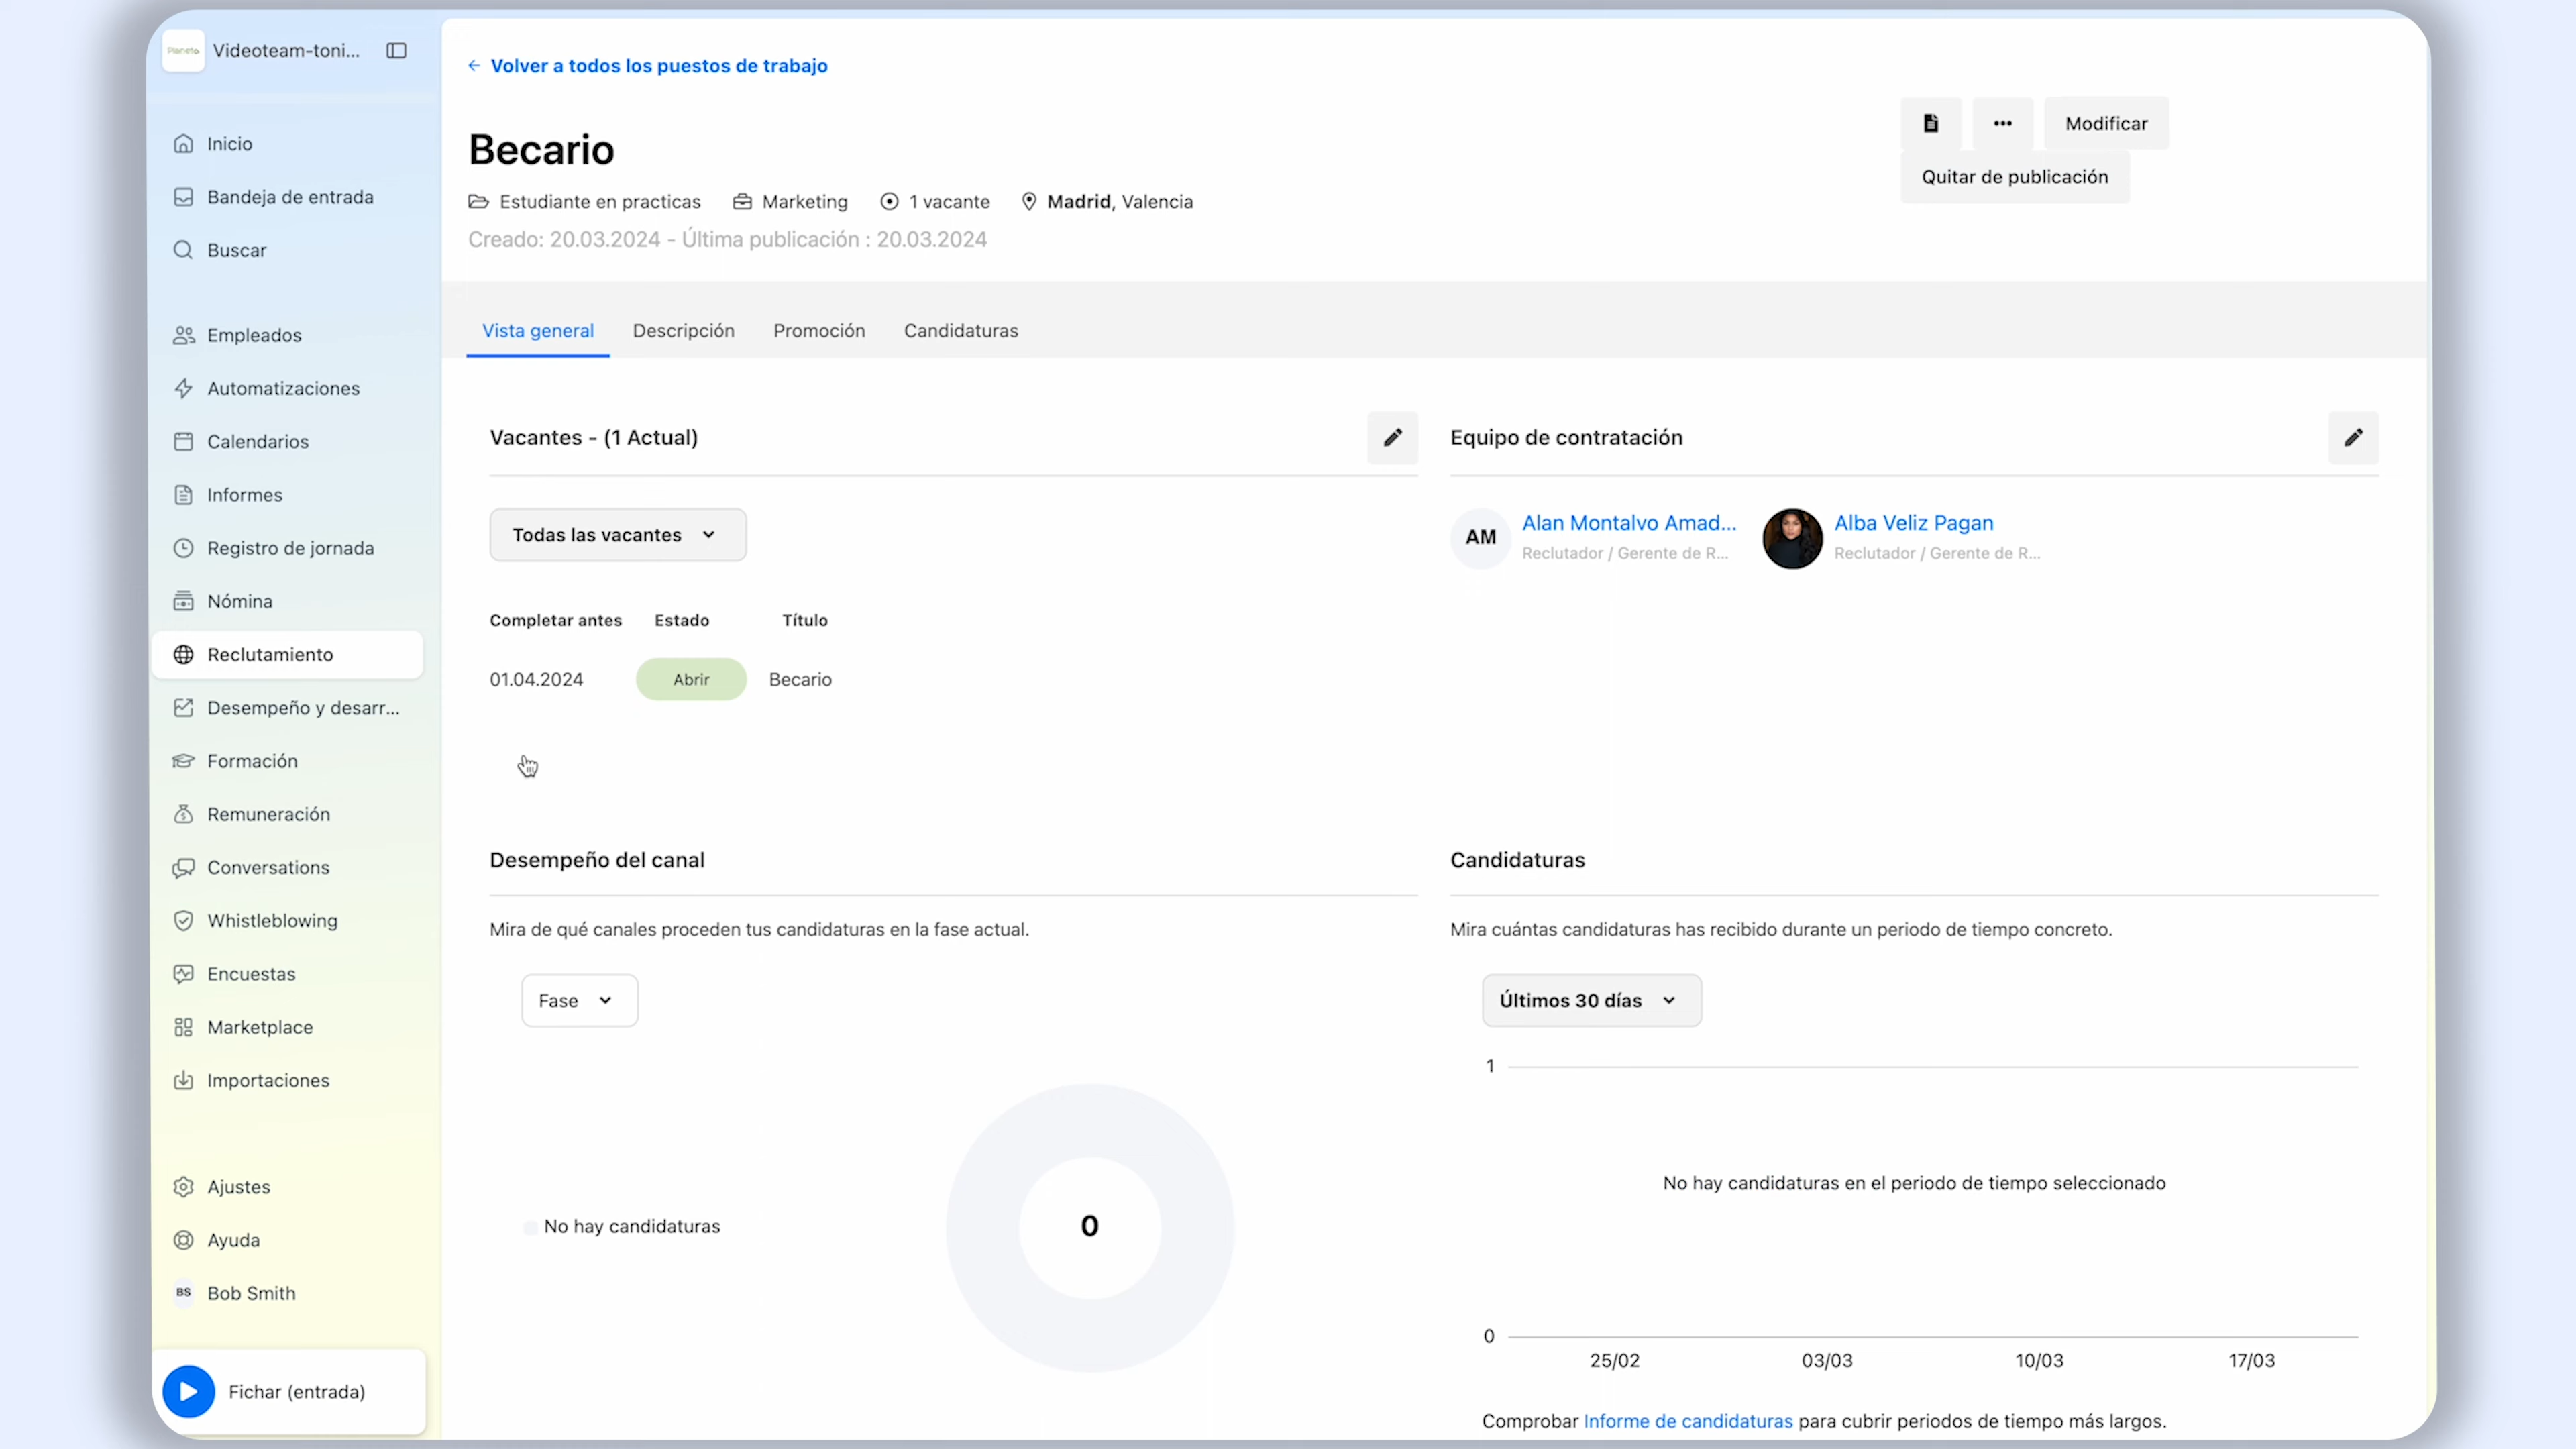 Planeto
Videoteam-toni...
Inicio
Bandeja de entrada
Buscar
Empleados
Automatizaciones
Calendarios
Informes
Registro de jornada
Nómina
Reclutamiento
Desempeño y desarr...
Formación
Remuneración
Conversations
Whistleblowing
Encuestas
Marketplace
Importaciones
Ajustes
Ayuda
BS Bob Smith
Fichar (entrada)
← Volver a todos los puestos de trabajo
Becario
Modificar
Quitar de publicación
Estudiante en practicas Marketing 1 vacante Madrid, Valencia
Creado: 20.03.2024 - Última publicación : 20.03.2024
Vista general Descripción Promoción Candidaturas
Vacantes - (1 Actual)
Todas las vacantes
Completar antes Estado Título
01.04.2024 Abrir Becario
Equipo de contratación
AM Alan Montalvo Amad...
Reclutador / Gerente de R...
Alba Veliz Pagan
Reclutador / Gerente de R...
Desempeño del canal
Mira de qué canales proceden tus candidaturas en la fase actual.
Fase
No hay candidaturas
0
Candidaturas
Mira cuántas candidaturas has recibido durante un periodo de tiempo concreto.
Últimos 30 días
1
No hay candidaturas en el periodo de tiempo seleccionado
0
25/02 03/03 10/03 17/03
Comprobar Informe de candidaturas para cubrir periodos de tiempo más largos.